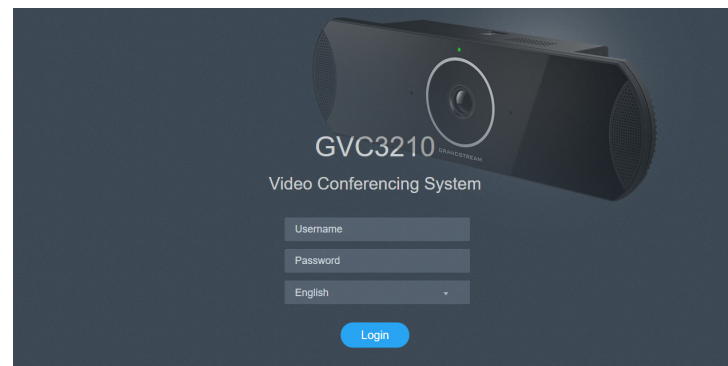 GVC3210
GRANDSTREAM
Video Conferencing System
Username
Password
English
Login